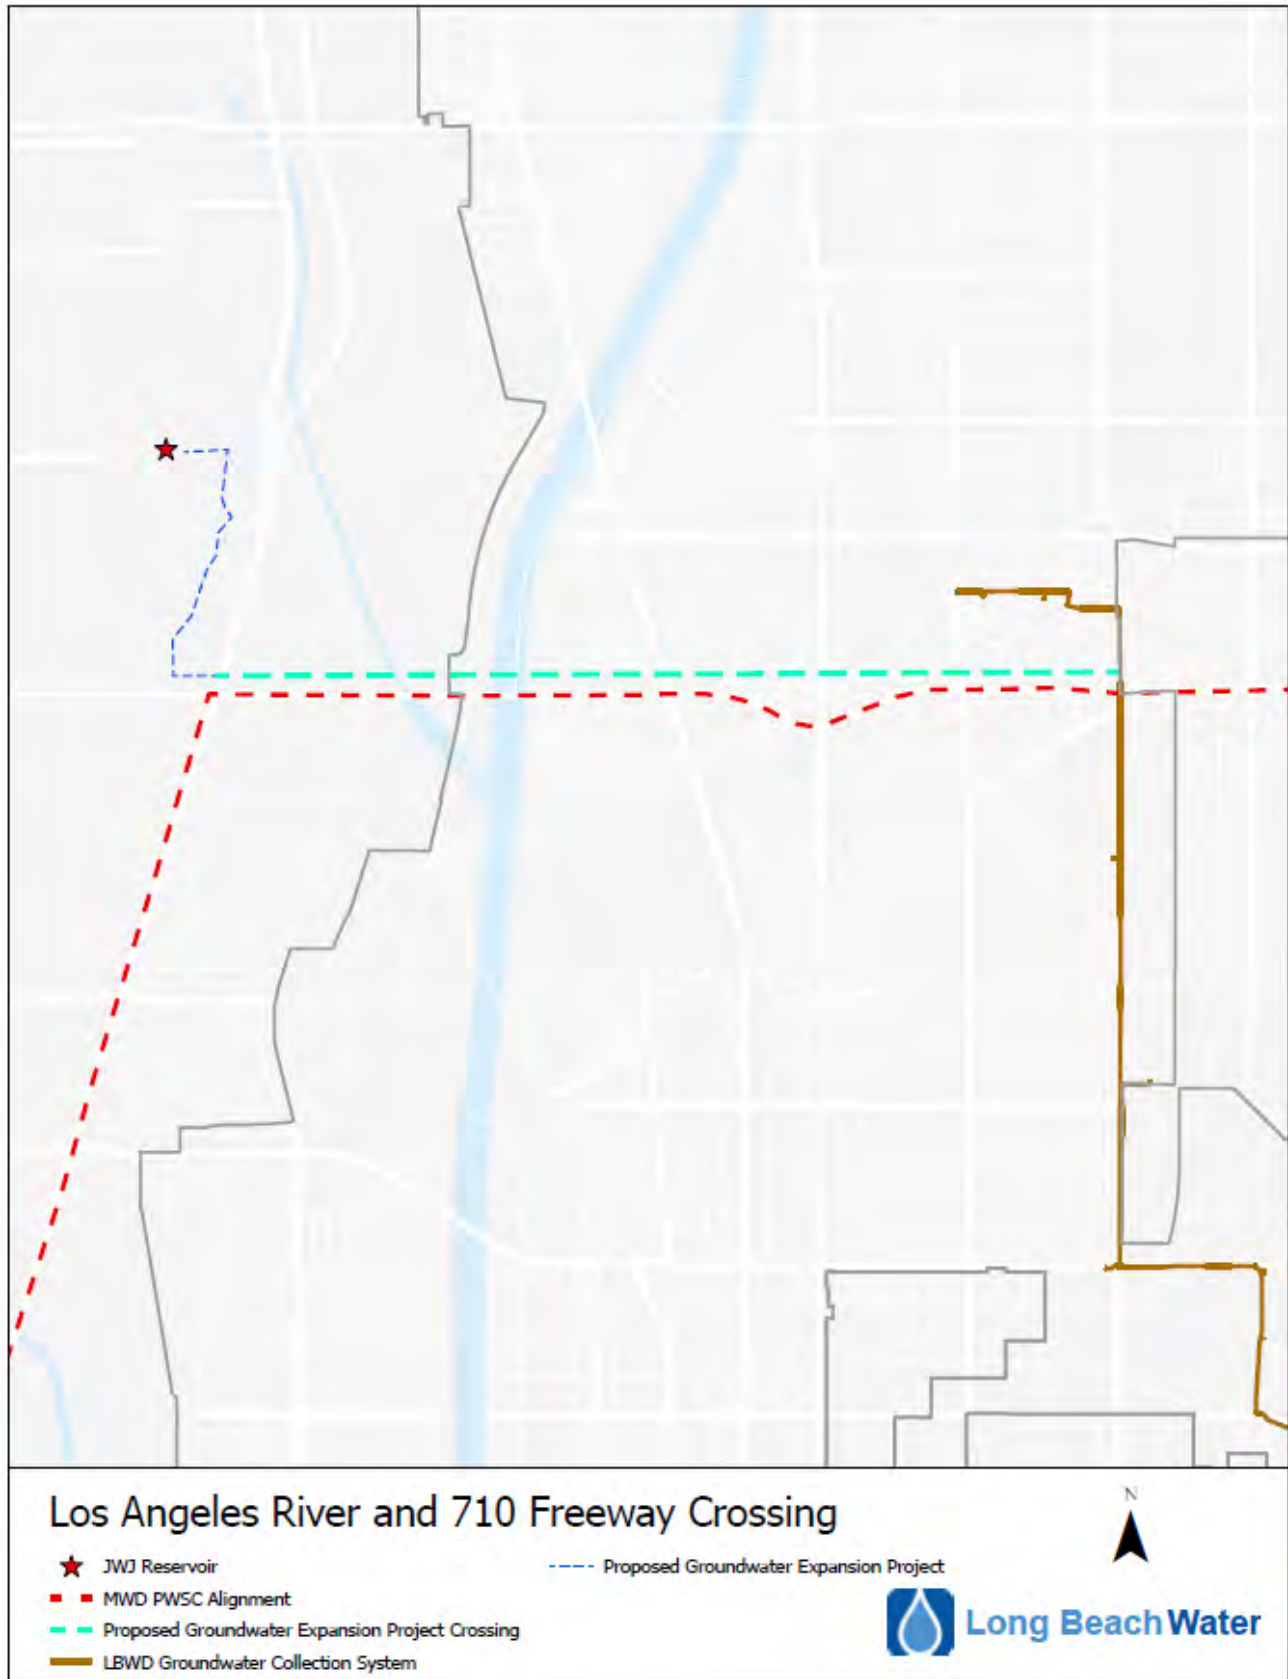 N
Los Angeles River and 710 Freeway Crossing
JWJ Reservoir
Proposed Groundwater Expansion Project
MWD PWSC Alignment
Proposed Groundwater Expansion Project Crossing
LBWD Groundwater Collection System
Long Beach Water